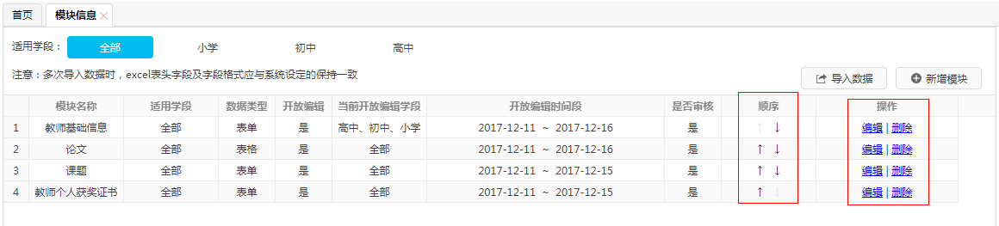 首页 模块信息
适用学段： 全部 小学 初中 高中
注意：多次导入数据时，excel表头字段及字段格式应与系统设定的保持一致 导入数据 新增模块
模块名称 适用学段 数据类型 开放编辑 当前开放编辑学段 开放编辑时间段 是否审核 顺序 操作
1 教师基础信息 全部 表单 是 高中、初中、小学 2017-12-11 ~ 2017-12-16 是 ↑ ↓ 编辑 | 删除
2 论文 全部 表格 是 全部 2017-12-11 ~ 2017-12-16 是 ↑ ↓ 编辑 | 删除
3 课题 全部 表单 是 全部 2017-12-11 ~ 2017-12-15 是 ↑ ↓ 编辑 | 删除
4 教师个人获奖证书 全部 表单 是 全部 2017-12-11 ~ 2017-12-15 是 ↑ ↓ 编辑 | 删除